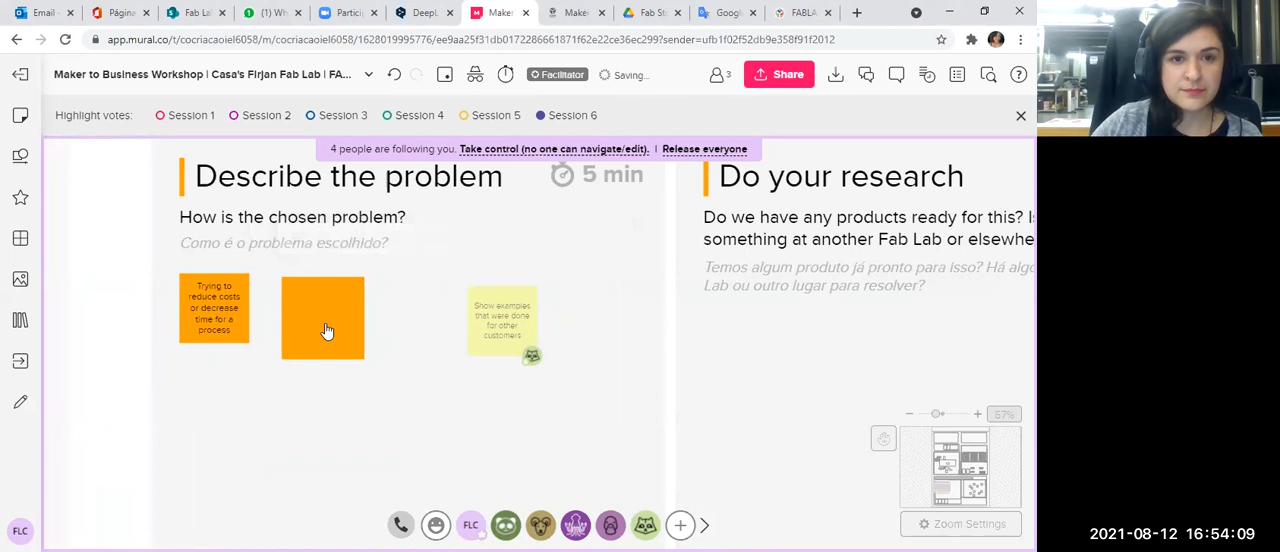 Email -
Página
Fab La
(1) Wh
Particip
DeepL
Maker
Make
Fab St
Googl
FABLA
app.mural.co/t/cocriacaoiel6018/m/cocriacaoiel6018/1628019995776/ee9aa25f31db0172286661871f62e22ce36ec299?sender=ufb1f02f52db9e358f91f2012
Maker to Business Workshop | Casa's Firjan Fab Lab | FA...
Facilitator
Saving...
3
Share
Highlight votes:
Session 1
Session 2
Session 3
Session 4
Session 5
Session 6
4 people are following you. Take control (no one can navigate/edit). | Release everyone
Describe the problem
5 min
How is the chosen problem?
Como é o problema escolhido?
Trying to
reduce costs
or decrease
time for a
process
Show examples
that were done
for other
customers
Do your research
Do we have any products ready for this? Is
something at another Fab Lab or elsewhe
Temos algum produto já pronto para isso? Há algo
Lab ou outro lugar para resolver?
57%
Zoom Settings
FLC
FLC
2021-08-12 16:54:09